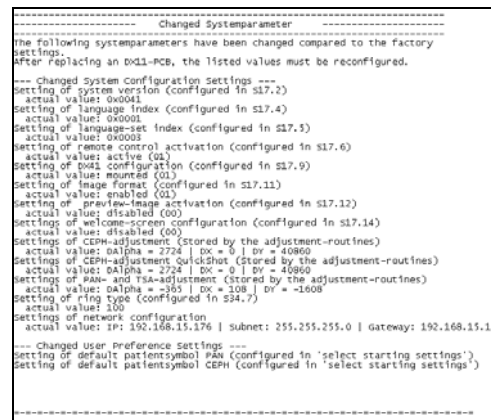 ------------------------------------------------------------------------
-------------------- Changed Systemparameter --------------------
------------------------------------------------------------------------
The following systemparameters have been changed compared to the factory
settings.
After replacing an DX11-PCB, the listed values must be reconfigured.
--- Changed System Configuration Settings ---
Setting of system version (configured in S17.2)
actual value: 0x0041
Setting of language index (configured in S17.4)
actual value: 0x0001
Setting of language-set index (configured in S17.5)
actual value: 0x0003
Setting of remote control activation (configured in S17.6)
actual value: active (01)
Setting of DX41 configuration (configured in S17.9)
actual value: mounted (01)
Setting of image format (configured in S17.11)
actual value: enabled (01)
Setting of preview-image activation (configured in S17.12)
actual value: disabled (00)
Settings of welcome-screen configuration (configured in S17.14)
actual value: disabled (00)
Settings of CEPH-adjustment (Stored by the adjustment-routines)
actual value: DAlpha = 2724 | DX = 0 | DY = 40860
Settings of CEPH-adjustment QuickShot (Stored by the adjustment-routines)
actual value: DAlpha = 2724 | DX = 0 | DY = 40860
Settings of PAN- and TSA-adjustment (Stored by the adjustment-routines)
actual value: DAlpha = -365 | DX = 108 | DY = -1608
Setting of ring type (configured in S34.7)
actual value: 100
Settings of network configuration
actual value: IP: 192.168.15.176 | Subnet: 255.255.255.0 | Gateway: 192.168.15.1
--- Changed User Preference Settings ---
Setting of default patientsymbol PAN (configured in 'select starting settings')
Setting of default patientsymbol CEPH (configured in 'select starting settings')
=-=-=-=-=-=-=-=-=-=-=-=-=-=-=-=-=-=-=-=-=-=-=-=-=-=-=-=-=-=-=-=-=-=-=-=-=